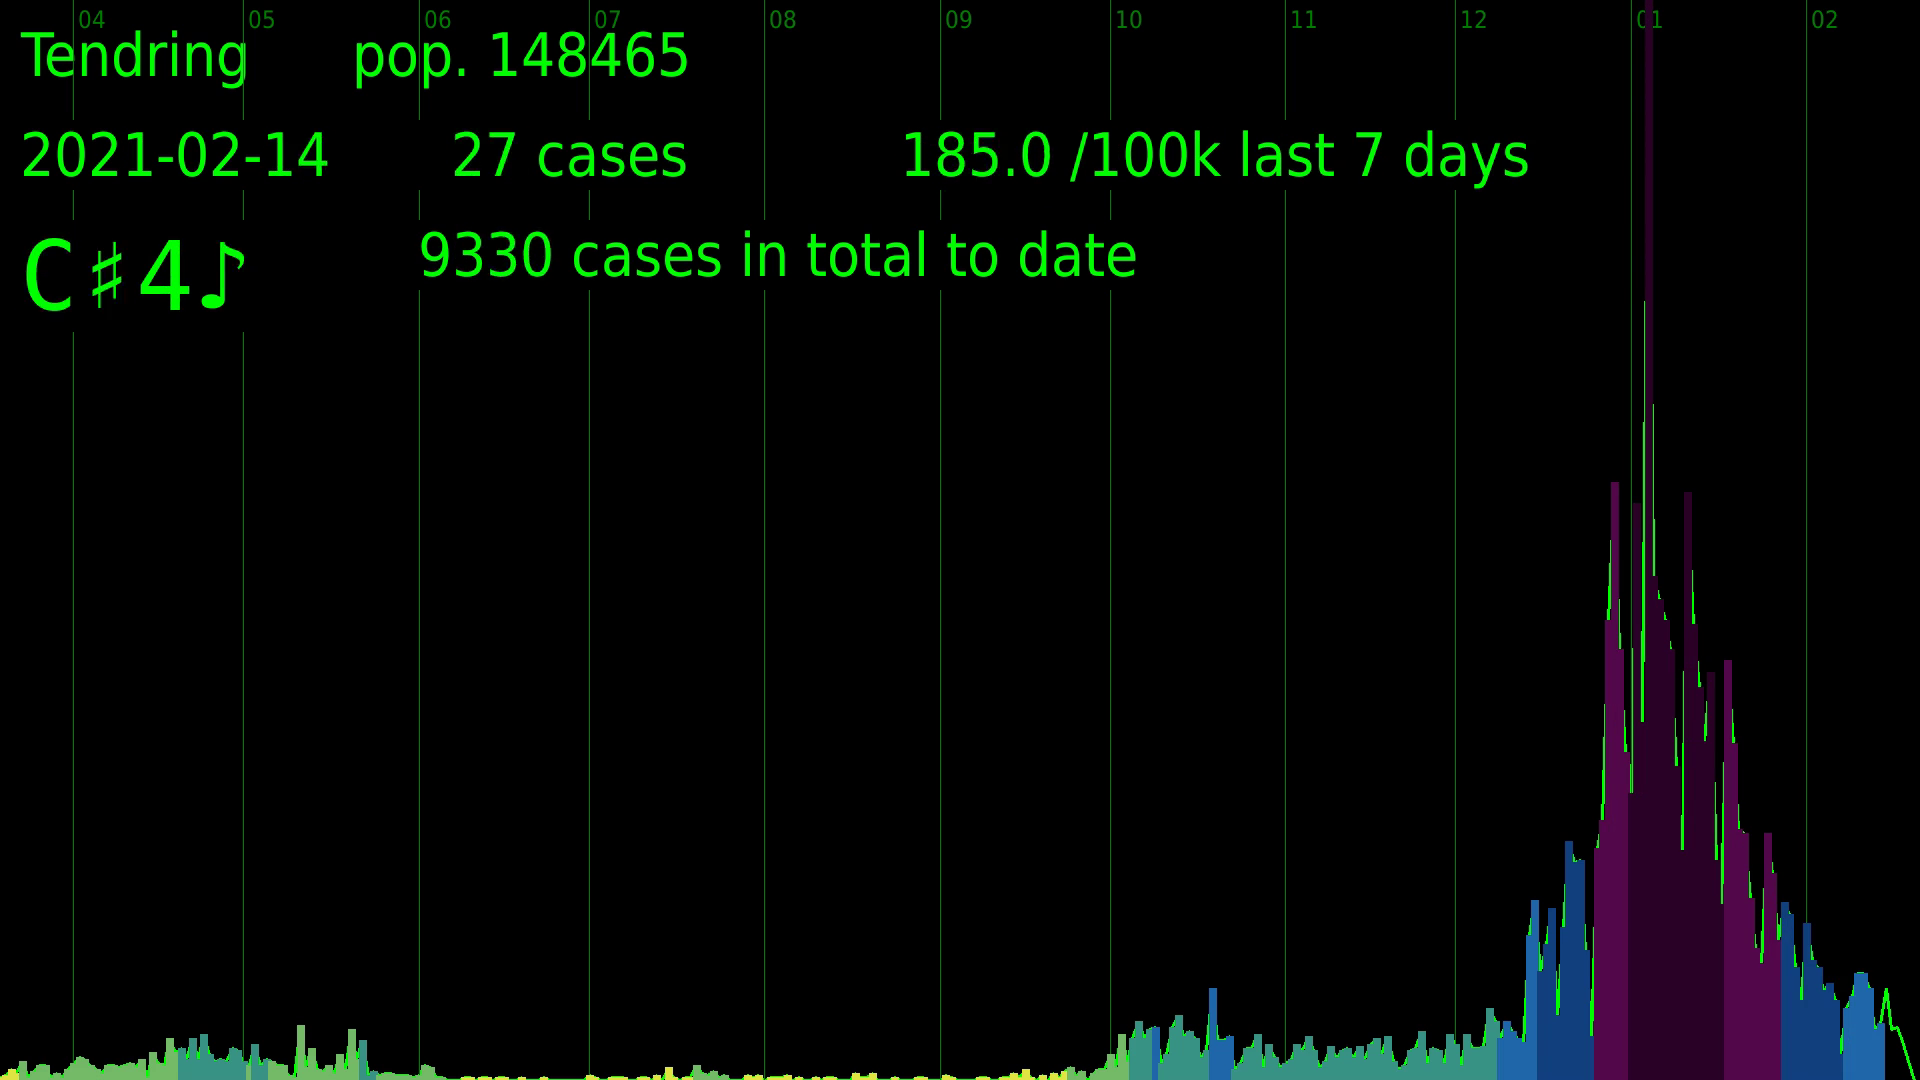 04 05 06 07 08 09 10 11 12 01 02
Tendring pop. 148465
2021-02-14 27 cases 185.0 /100k last 7 days
C♯4♪ 9330 cases in total to date